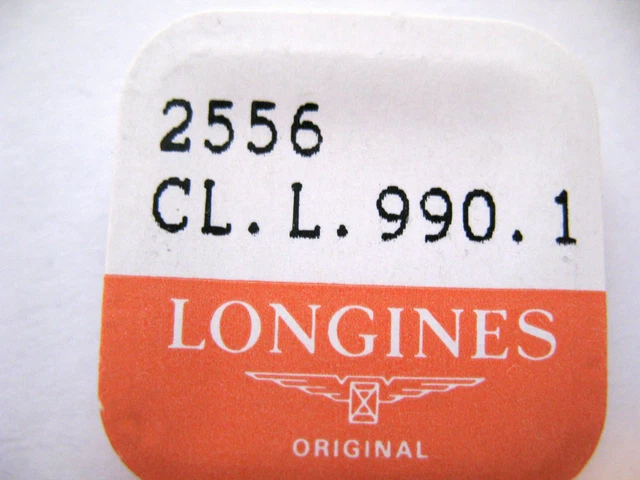 2556
CL. L. 990.1
LONGINES
ORIGINAL